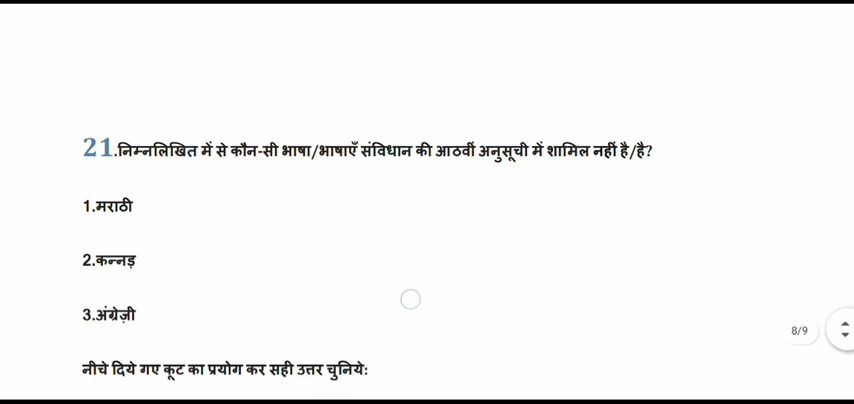 21.निम्नलिखित में से कौन-सी भाषा/भाषाएँ संविधान की आठवीं अनुसूची में शामिल नहीं है/है?
1.मराठी
2.कन्नड़
3.अंग्रेज़ी
8/9
नीचे दिये गए कूट का प्रयोग कर सही उत्तर चुनिये: